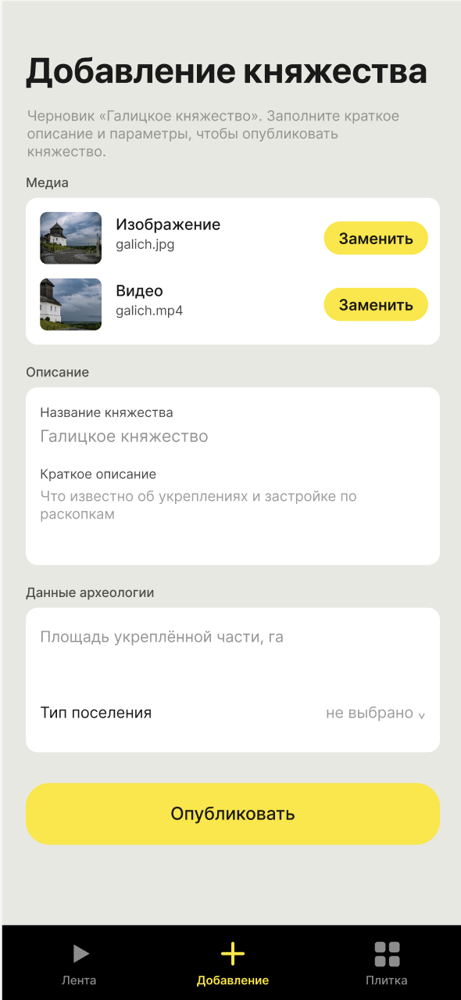 Добавление княжества
Черновик «Галицкое княжество». Заполните краткое
описание и параметры, чтобы опубликовать
княжество.
Медиа
Изображение
galich.jpg
Заменить
Видео
galich.mp4
Заменить
Описание
Название княжества
Галицкое княжество
Краткое описание
Что известно об укреплениях и застройке по
раскопкам
Данные археологии
Площадь укреплённой части, га
Тип поселения
не выбрано
Опубликовать
Лента
Добавление
Плитка